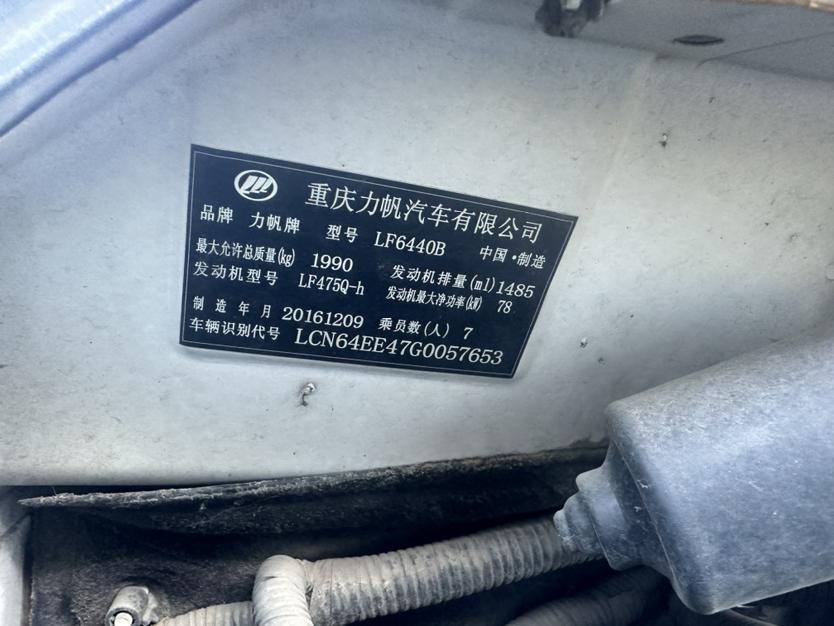 重庆力帆汽车有限公司
品牌 力帆牌 型号 LF6440B 中国·制造
最大允许总质量(kg) 1990 发动机排量(ml) 1485
发动机型号 LF475Q-h 发动机最大净功率(kW) 78
制造年月 20161209 乘员数(人) 7
车辆识别代号 LCN64EE47G0057653